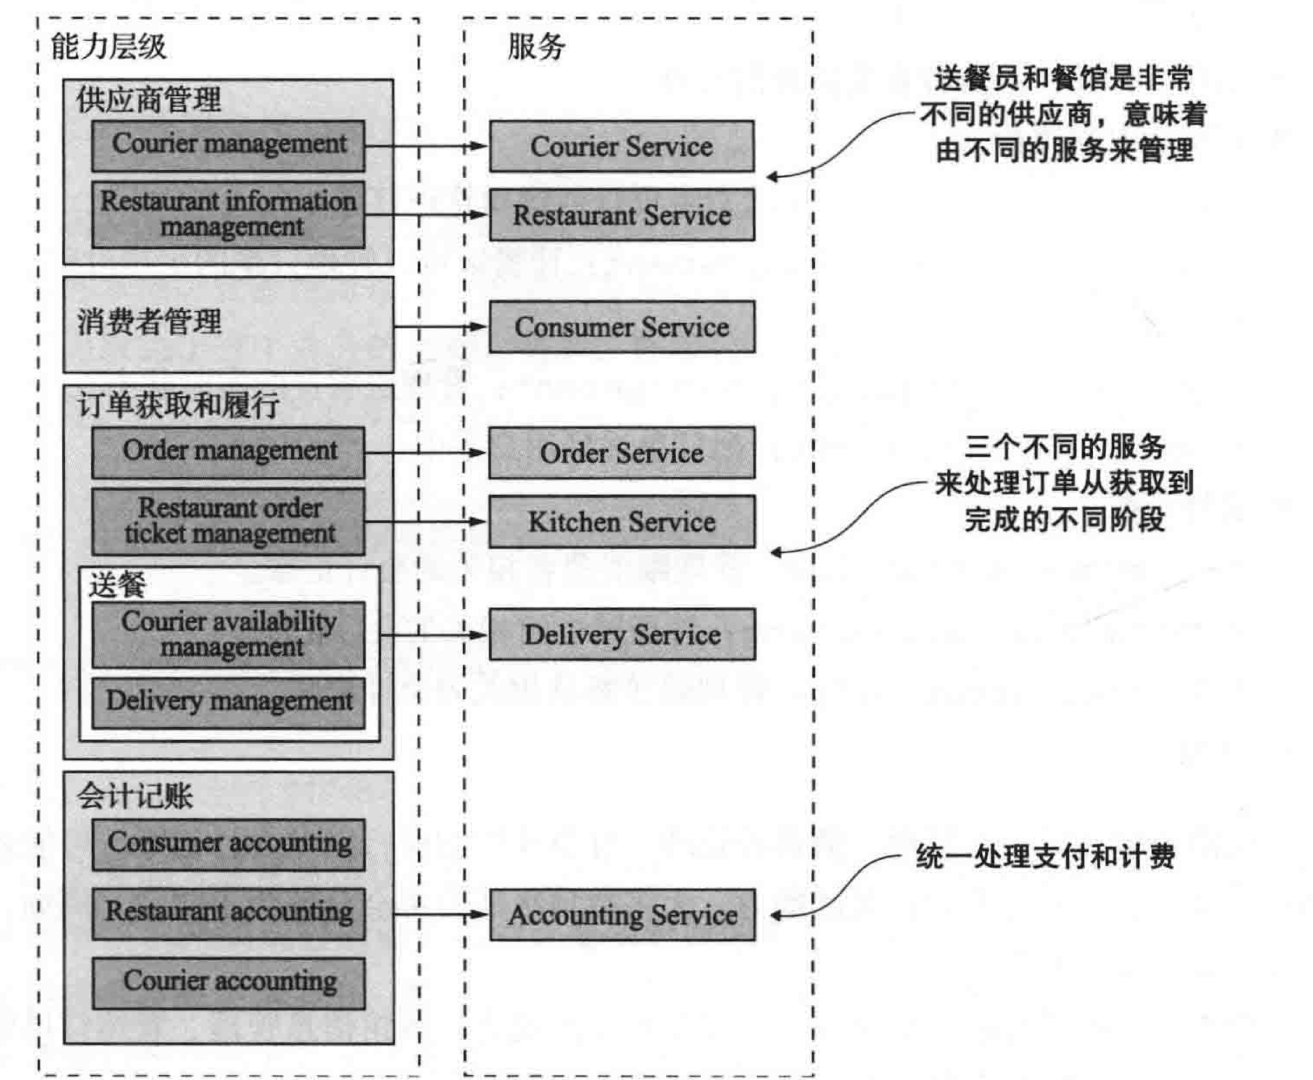 能力层级
供应商管理
Courier management
Restaurant information
management
消费者管理
订单获取和履行
Order management
Restaurant order
ticket management
送餐
Courier availability
management
Delivery management
会计记账
Consumer accounting
Restaurant accounting
Courier accounting
服务
Courier Service
Restaurant Service
Consumer Service
Order Service
Kitchen Service
Delivery Service
Accounting Service
送餐员和餐馆是非常
不同的供应商，意味着
由不同的服务来管理
三个不同的服务
来处理订单从获取到
完成的不同阶段
统一处理支付和计费